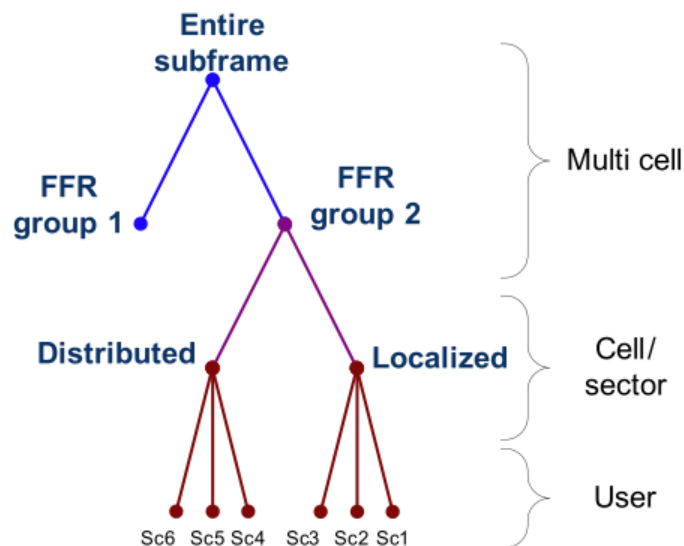 Entire
subframe
Multi cell
FFR
group 1
FFR
group 2
Distributed
Localized
Cell/
sector
User
Sc6 Sc5 Sc4 Sc3 Sc2 Sc1